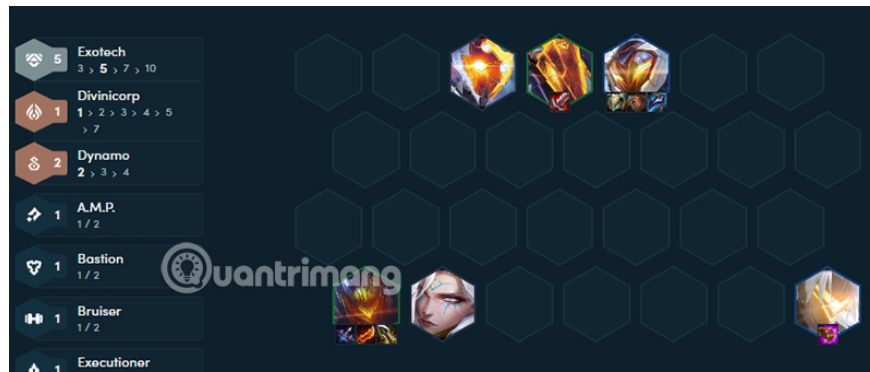 5 Exotech
3 > 5 > 7 > 10
1 Divinicorp
1 > 2 > 3 > 4 > 5
> 7
2 Dynamo
2 > 3 > 4
1 A.M.P.
1 / 2
1 Bastion
1 / 2
Quantrimang
1 Bruiser
1 / 2
1 Executioner